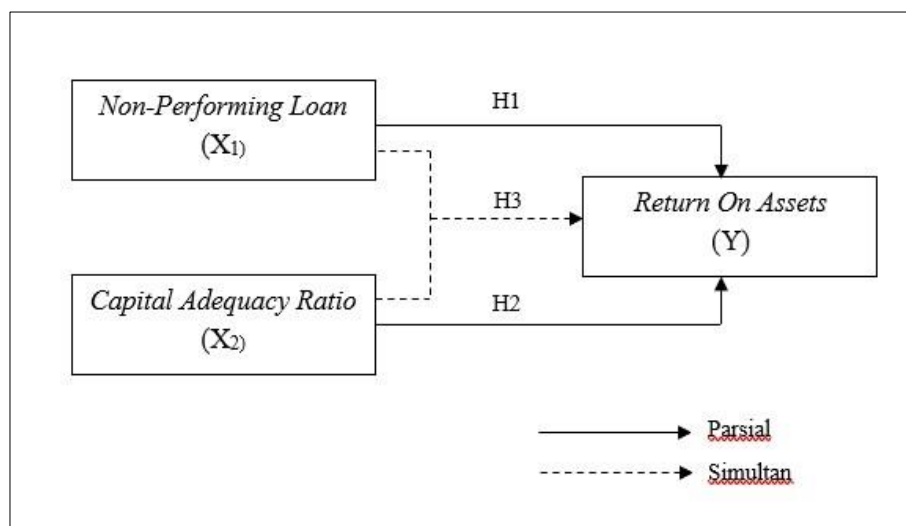 Non-Performing Loan
(X1)
H1
H3
Return On Assets
(Y)
Capital Adequacy Ratio
(X2)
H2
Parsial
Simultan